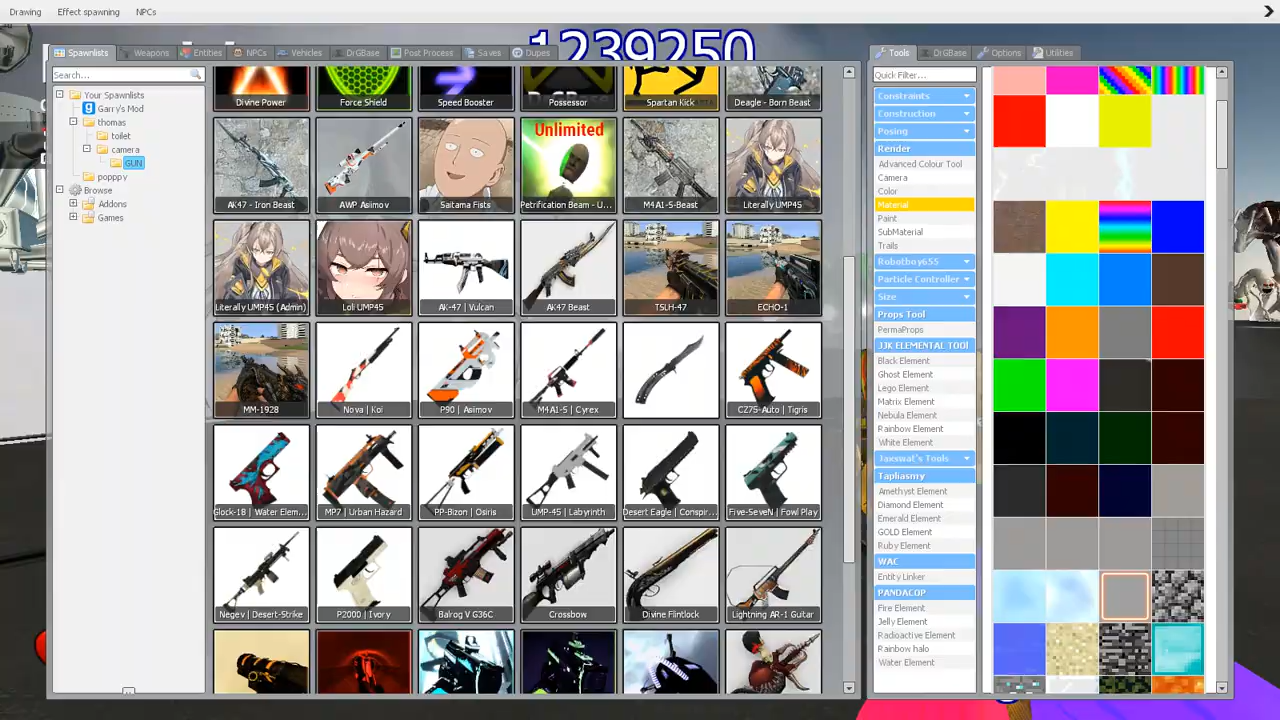 Drawing Effect spawning NPCs
1239250
Spawnlists Weapons Entities NPCs Vehicles DrGBase Post Process Saves Dupes
Tools DrGBase Options Utilities
Search...
Your Spawnlists
Garry's Mod
thomas
toilet
camera
GUN
popppy
Browse
Addons
Games
Divine Power Force Shield Speed Booster Possessor Spartan Kick Deagle - Born Beast
Unlimited
AK47 - Iron Beast AWP Asimov Saitama Fists Petrification Beam - U... M4A1-S-Beast Literally UMP45
Literally UMP45 (Admin) Loli UMP45 AK-47 | Vulcan AK47 Beast TSLH-47 ECHO-1
MM-1928 Nova | Koi P90 | Asimov M4A1-S | Cyrex CZ75-Auto | Tigris
Glock-18 | Water Elem... MP7 | Urban Hazard PP-Bizon | Osiris UMP-45 | Labyrinth Desert Eagle | Conspir... Five-SeveN | Fowl Play
Negev | Desert-Strike P2000 | Ivory Balrog V G36C Crossbow Divine Flintlock Lightning AR-1 Guitar
Quick Filter...
Constraints
Construction
Posing
Render
Advanced Colour Tool
Camera
Color
Material
Paint
SubMaterial
Trails
Robotboy655
Particle Controller
Size
Props Tool
PermaProps
JJK ELEMENTAL TOOl
Black Element
Ghost Element
Lego Element
Matrix Element
Nebula Element
Rainbow Element
White Element
Jaxswat's Tools
Tapliasmy
Amethyst Element
Diamond Element
Emerald Element
GOLD Element
Ruby Element
WAC
Entity Linker
PANDACOP
Fire Element
Jelly Element
Radioactive Element
Rainbow halo
Water Element